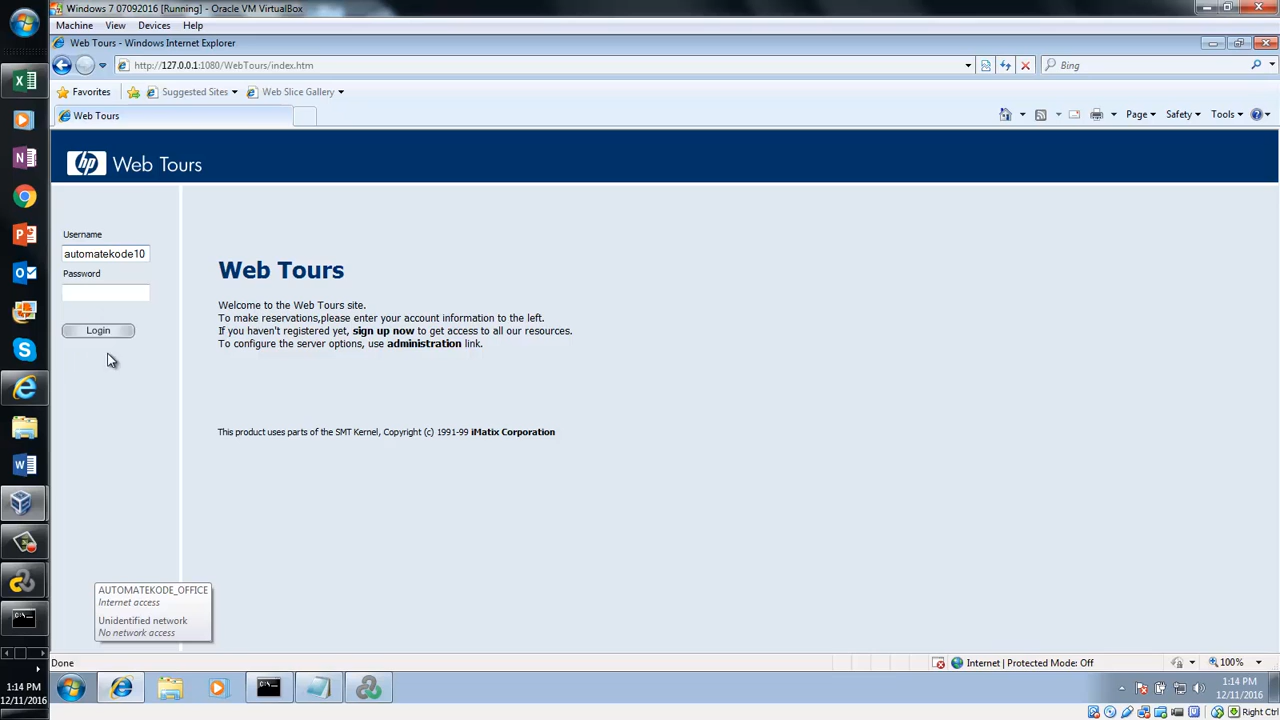 Windows 7 07092016 [Running] - Oracle VM VirtualBox
Machine View Devices Help
Web Tours - Windows Internet Explorer
http://127.0.0.1:1080/WebTours/index.htm
Bing
Favorites Suggested Sites Web Slice Gallery
Web Tours
Page Safety Tools
hp Web Tours
Username
automatekode10
Password
Login
Web Tours
Welcome to the Web Tours site.
To make reservations,please enter your account information to the left.
If you haven't registered yet, sign up now to get access to all our resources.
To configure the server options, use administration link.
This product uses parts of the SMT Kernel, Copyright (c) 1991-99 iMatix Corporation
AUTOMATEKODE_OFFICE
Internet access
Unidentified network
No network access
Done
Internet | Protected Mode: Off
100%
1:14 PM
12/11/2016
1:14 PM
12/11/2016
Right Ctrl